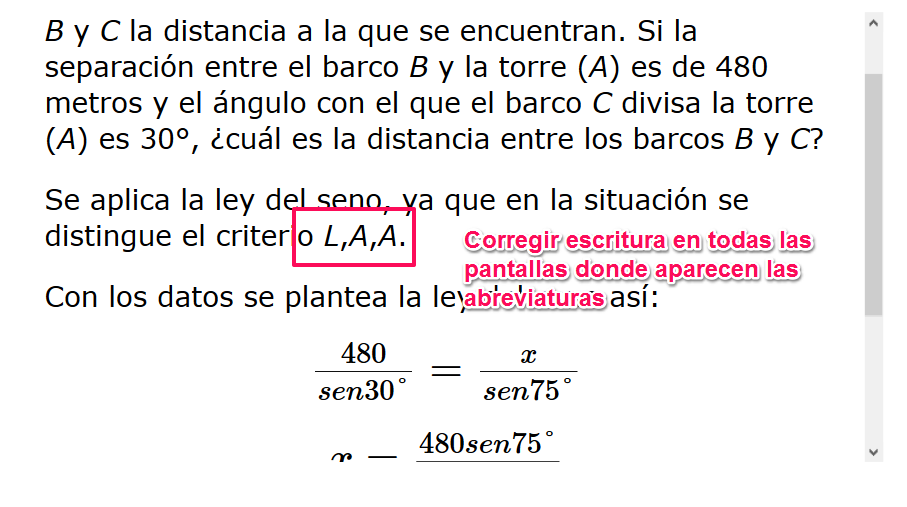 B y C la distancia a la que se encuentran. Si la
separación entre el barco B y la torre (A) es de 480
metros y el ángulo con el que el barco C divisa la torre
(A) es 30°, ¿cuál es la distancia entre los barcos B y C?
Se aplica la ley del seno, ya que en la situación se
distingue el criterio L,A,A.
Corregir escritura en todas las
pantallas donde aparecen las
abreviaturas
Con los datos se plantea la ley así:
480/sen30° = x/sen75°
x = 480sen75°